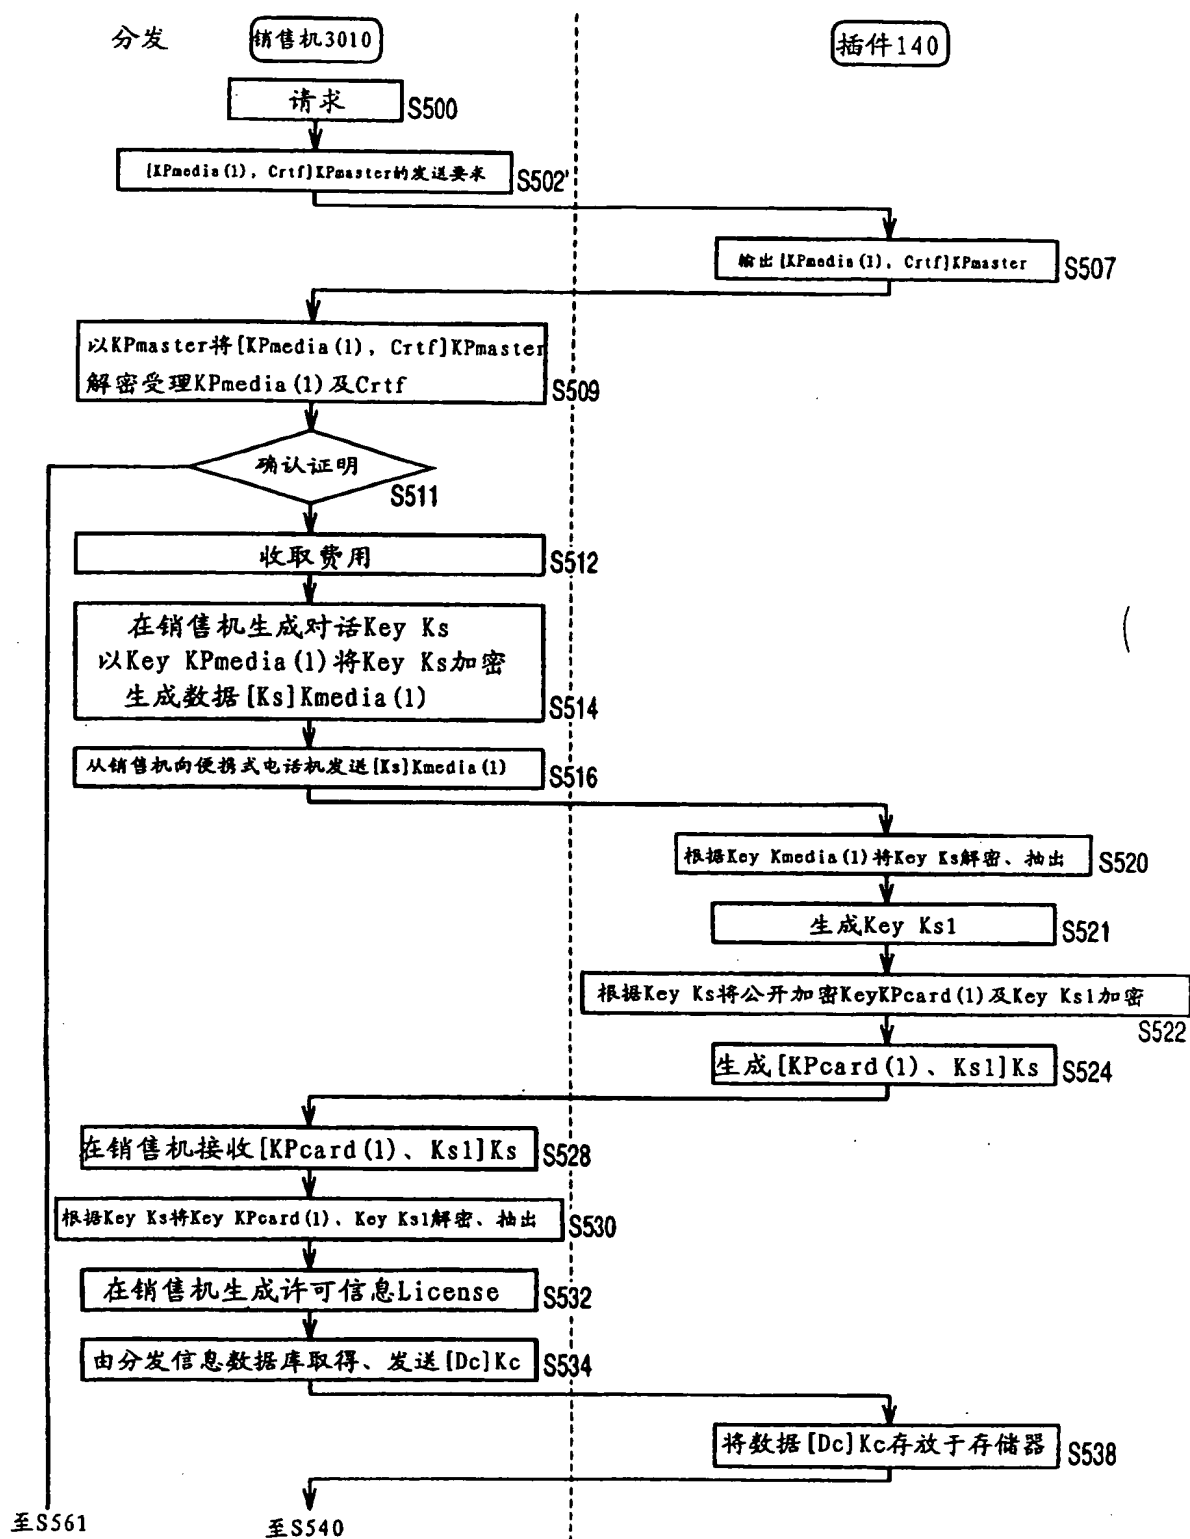 分发
销售机3010
插件140
请求
S500
[KPmedia(1), Crtf]KPmaster的发送要求
S502'
输出[KPmedia(1), Crtf]KPmaster
S507
以KPmaster将[KPmedia(1), Crtf]KPmaster
解密受理KPmedia(1)及Crtf
S509
确认证明
S511
收取费用
S512
在销售机生成对话Key Ks
以Key KPmedia(1)将Key Ks加密
生成数据[Ks]Kmedia(1)
S514
从销售机向便携式电话机发送[Ks]Kmedia(1)
S516
根据Key Kmedia(1)将Key Ks解密、抽出
S520
生成Key Ks1
S521
根据Key Ks将公开加密KeyKPcard(1)及Key Ks1加密
S522
生成[KPcard(1)、Ks1]Ks
S524
在销售机接收[KPcard(1)、Ks1]Ks
S528
根据Key Ks将Key KPcard(1)、Key Ks1解密、抽出
S530
在销售机生成许可信息License
S532
由分发信息数据库取得、发送[Dc]Kc
S534
将数据[Dc]Kc存放于存储器
S538
至S561
至S540